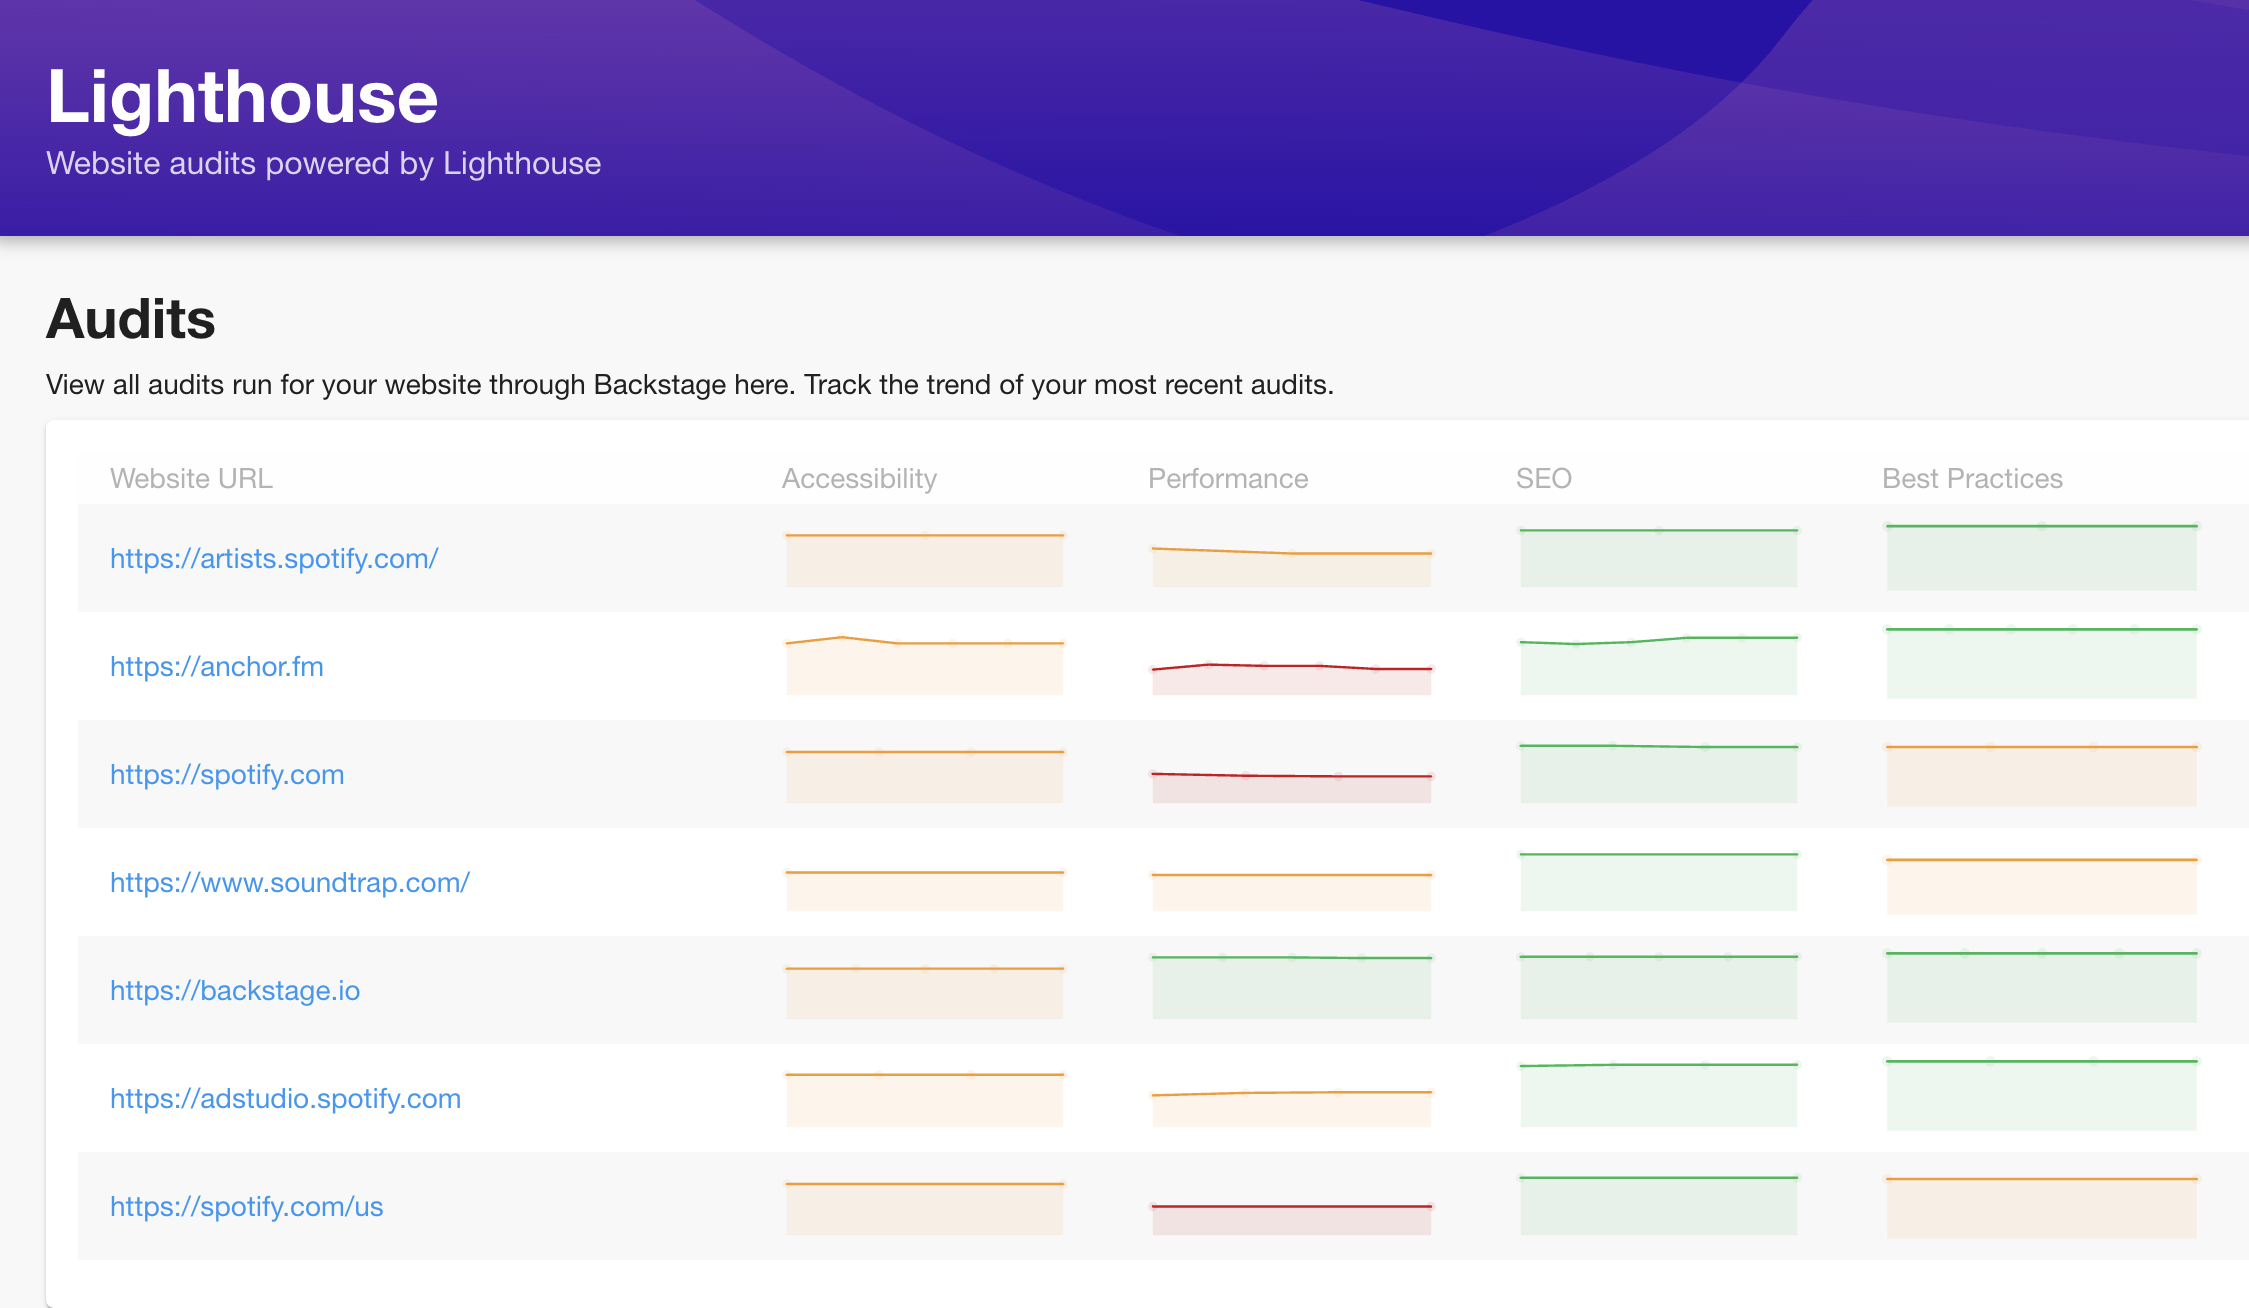 Lighthouse
Website audits powered by Lighthouse
Audits
View all audits run for your website through Backstage here. Track the trend of your most recent audits.
Website URL Accessibility Performance SEO Best Practices
https://artists.spotify.com/
https://anchor.fm
https://spotify.com
https://www.soundtrap.com/
https://backstage.io
https://adstudio.spotify.com
https://spotify.com/us